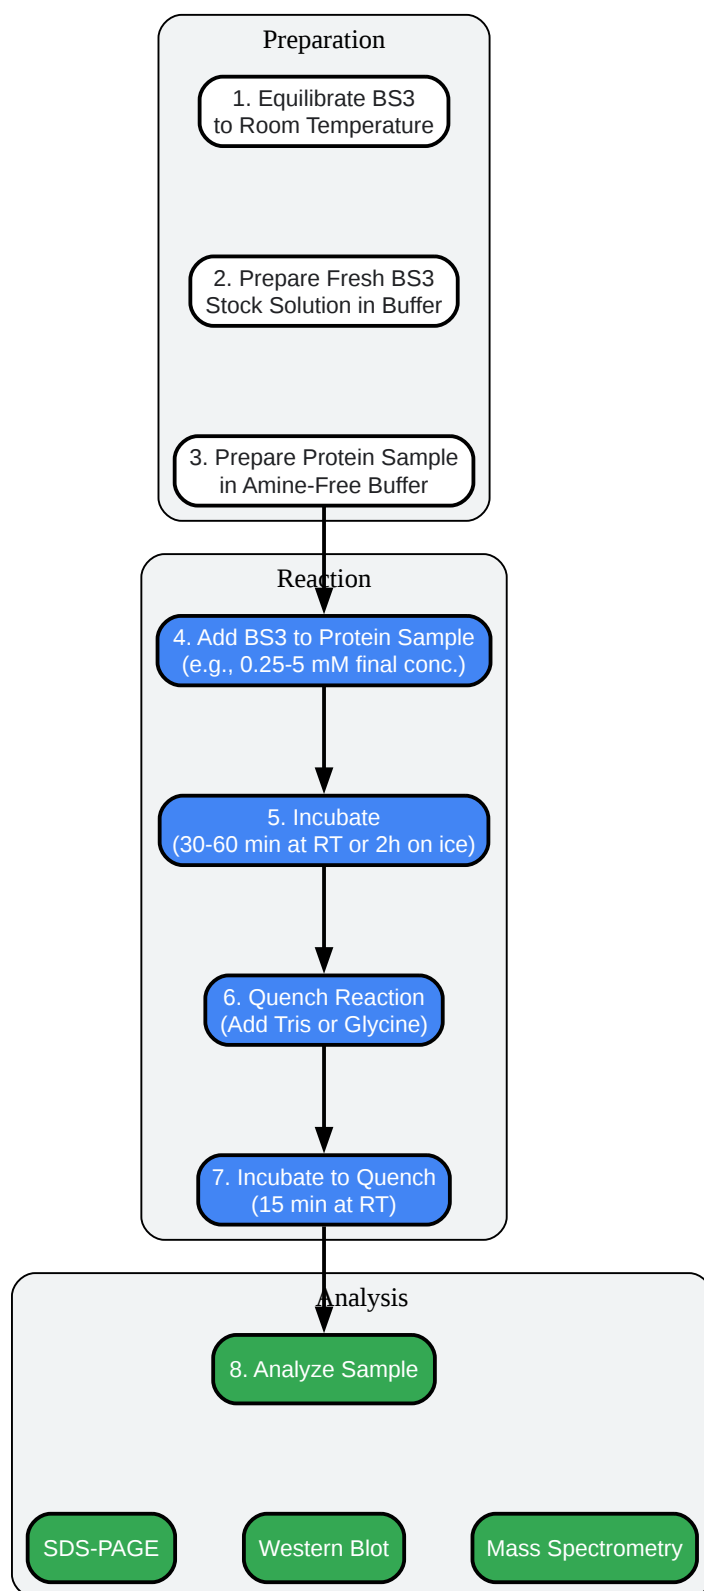 Preparation
1. Equilibrate BS3
to Room Temperature
2. Prepare Fresh BS3
Stock Solution in Buffer
3. Prepare Protein Sample
in Amine-Free Buffer
Reaction
4. Add BS3 to Protein Sample
(e.g., 0.25-5 mM final conc.)
5. Incubate
(30-60 min at RT or 2h on ice)
6. Quench Reaction
(Add Tris or Glycine)
7. Incubate to Quench
(15 min at RT)
Analysis
8. Analyze Sample
SDS-PAGE
Western Blot
Mass Spectrometry